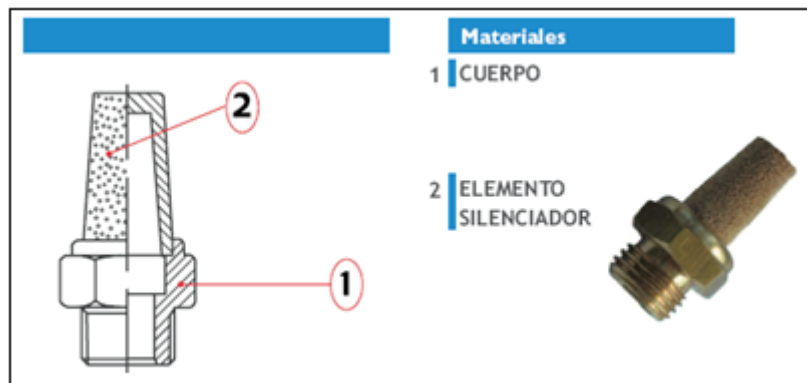 Materiales
1 CUERPO
2
2 ELEMENTO
SILENCIADOR
1